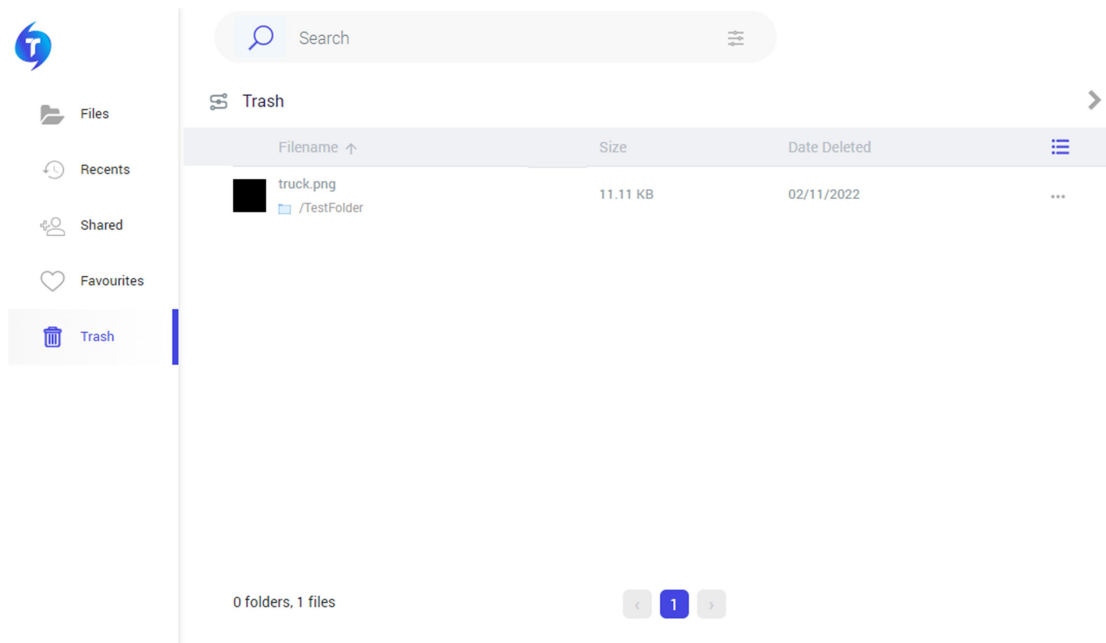 T
Search
Files
Trash
Recents
Filename ↑ Size Date Deleted
truck.png
/TestFolder
11.11 KB
02/11/2022
...
Shared
Favourites
Trash
0 folders, 1 files
‹ 1 ›